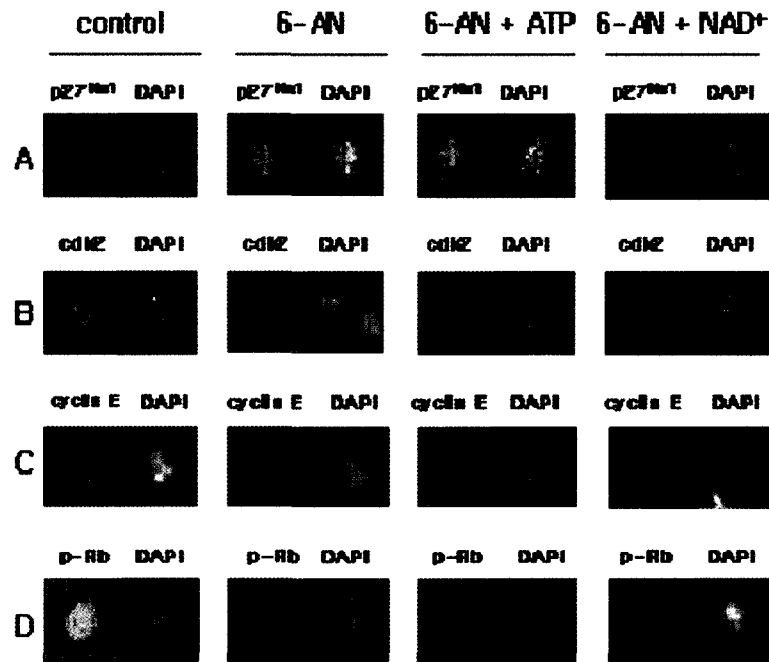 control 6-AN 6-AN + ATP 6-AN + NAD+
p27Kip1 DAPI p27Kip1 DAPI p27Kip1 DAPI p27Kip1 DAPI
A
cdk2 DAPI cdk2 DAPI cdk2 DAPI cdk2 DAPI
B
cyclin E DAPI cyclin E DAPI cyclin E DAPI cyclin E DAPI
C
p-Rb DAPI p-Rb DAPI p-Rb DAPI p-Rb DAPI
D